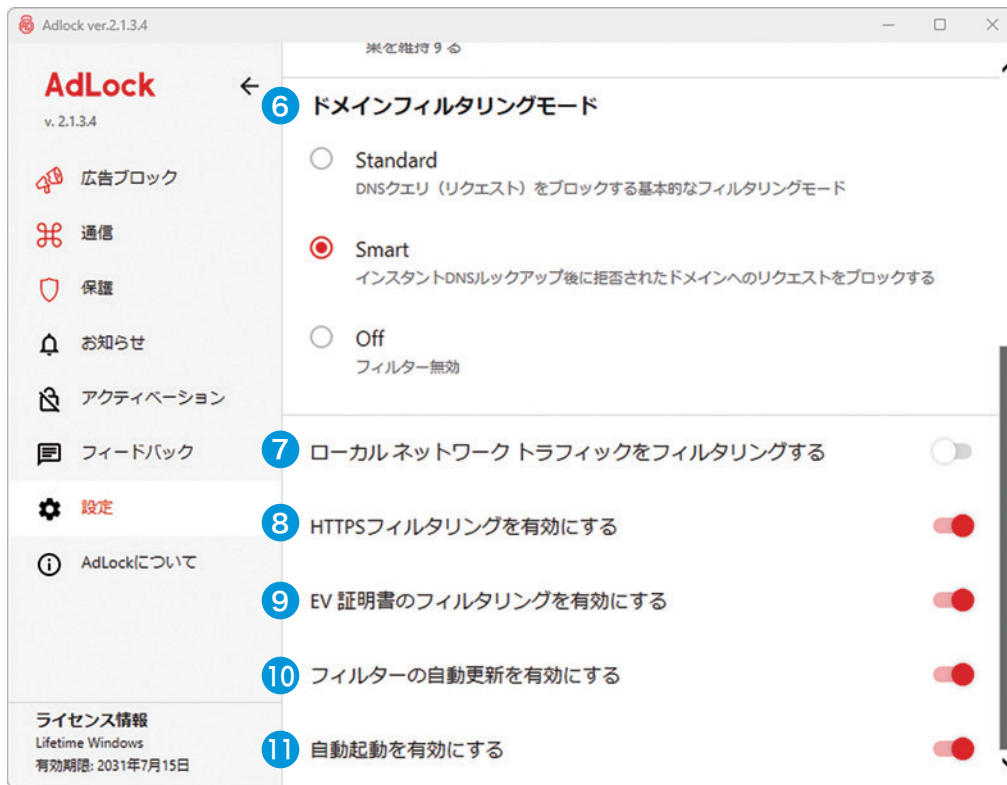 Adlock ver.2.1.3.4
AdLock
v. 2.1.3.4
広告ブロック
通信
保護
お知らせ
アクティベーション
フィードバック
設定
AdLockについて
ライセンス情報
Lifetime Windows
有効期限: 2031年7月15日
果を維持する
6 ドメインフィルタリングモード
Standard
DNSクエリ（リクエスト）をブロックする基本的なフィルタリングモード
Smart
インスタントDNSルックアップ後に拒否されたドメインへのリクエストをブロックする
Off
フィルター無効
7 ローカル ネットワーク トラフィックをフィルタリングする
8 HTTPSフィルタリングを有効にする
9 EV 証明書のフィルタリングを有効にする
10 フィルターの自動更新を有効にする
11 自動起動を有効にする